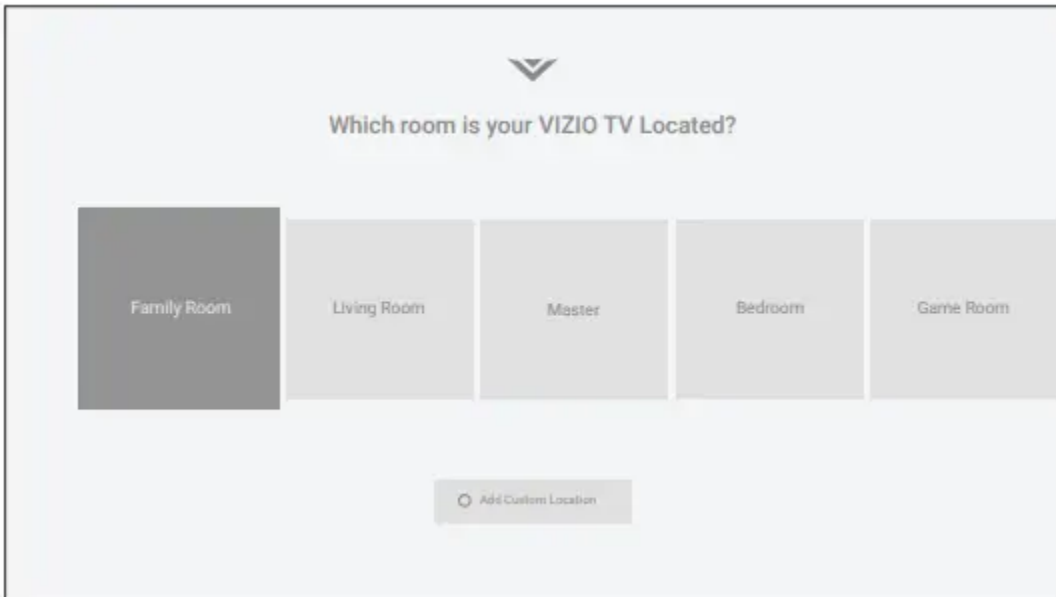 Which room is your VIZIO TV Located?
Family Room
Living Room
Master
Bedroom
Game Room
Add Custom Location